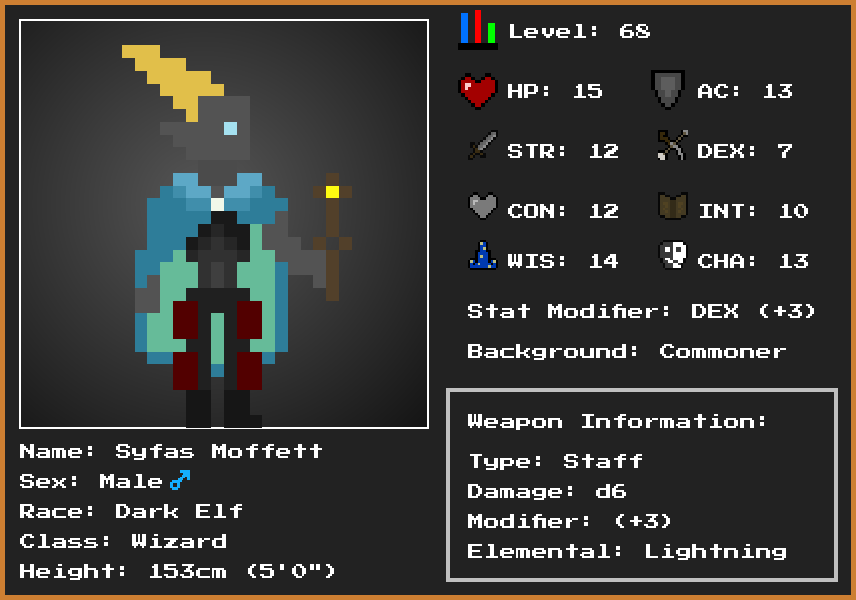 Level: 68
HP: 15 AC: 13
STR: 12 DEX: 7
CON: 12 INT: 10
WIS: 14 CHA: 13
Stat Modifier: DEX (+3)
Background: Commoner
Weapon Information:
Type: Staff
Damage: d6
Modifier: (+3)
Elemental: Lightning
Name: Syfas Moffett
Sex: Male♂
Race: Dark Elf
Class: Wizard
Height: 153cm (5'0")